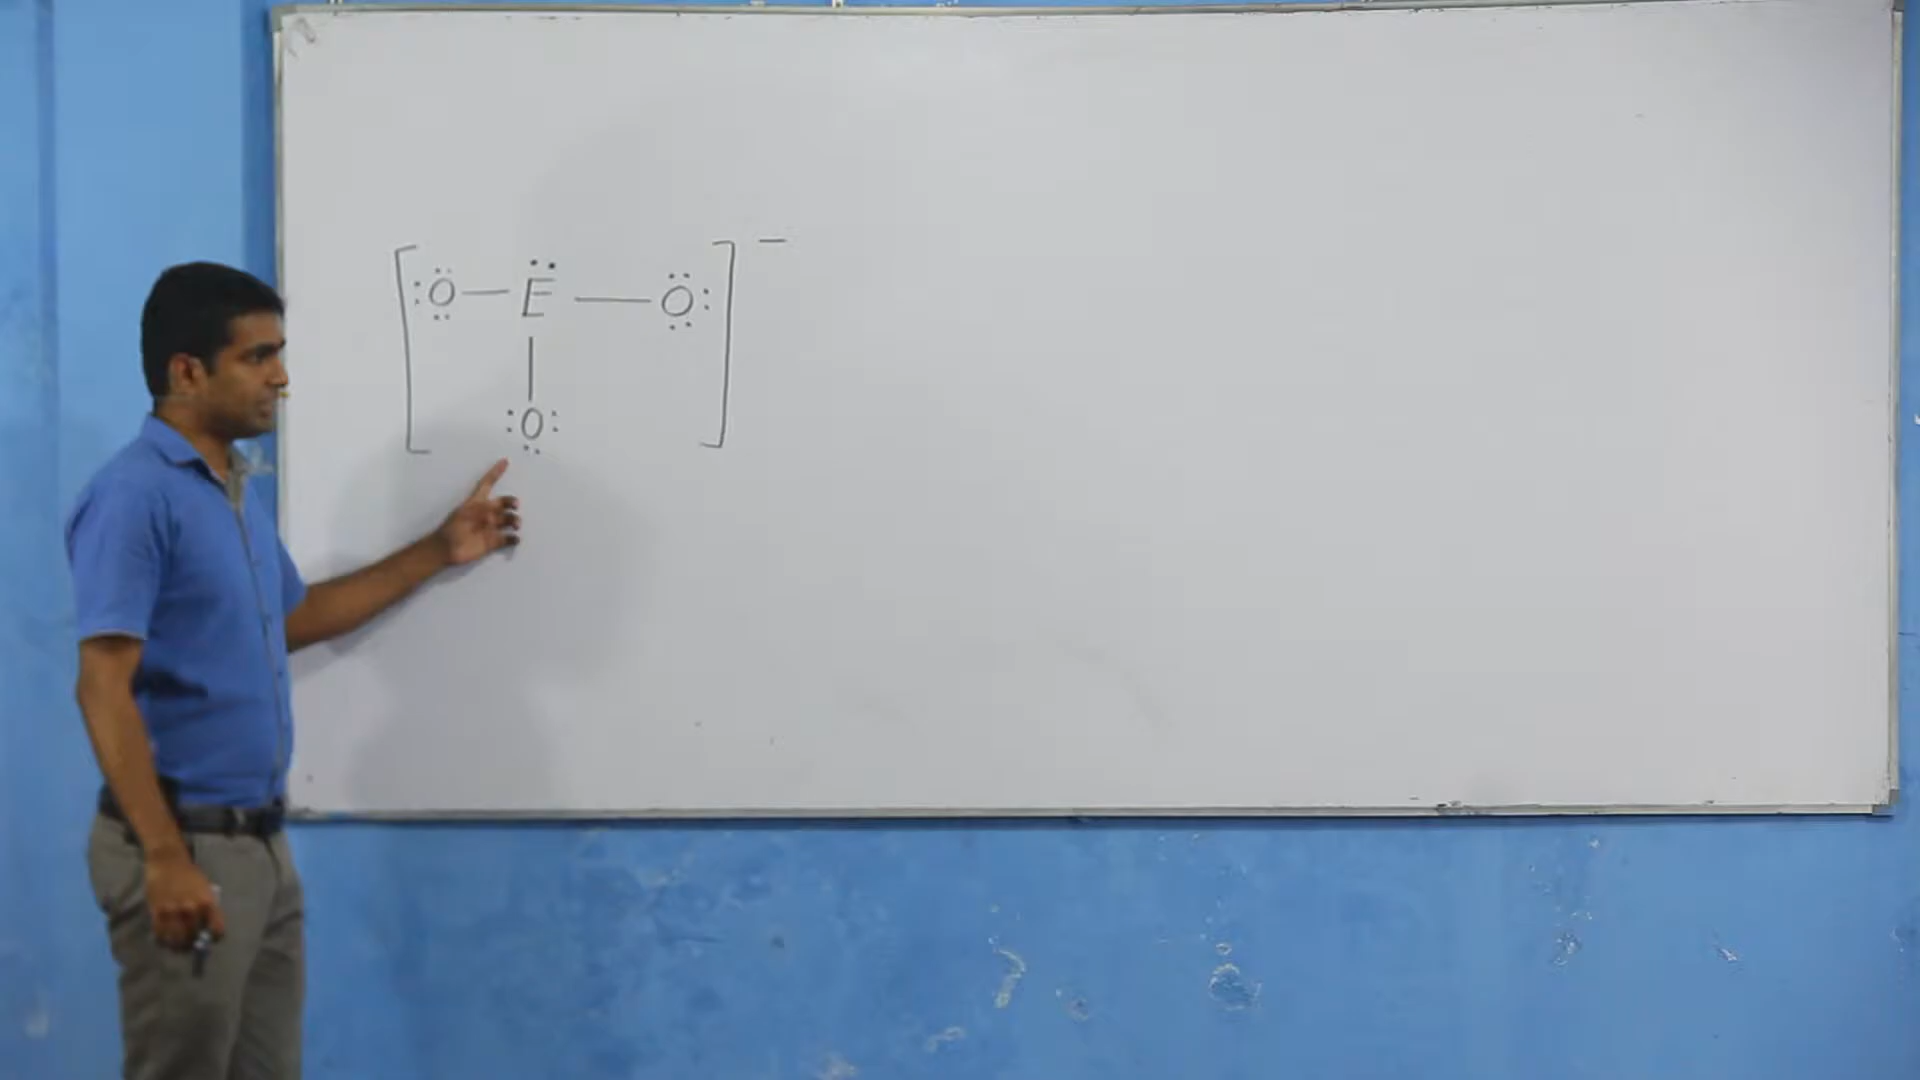 [:Ö — Ë — Ö:]⁻
|
:O: